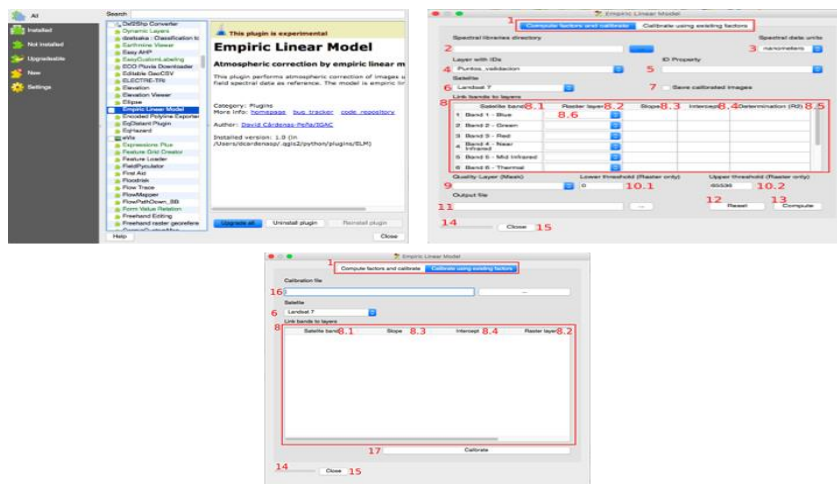 All
Installed
Not installed
Upgradeable
New
Settings
Search
Def2Shp Converter
Dynamic Layers
dzetsaka : Classification to
Earthmine Viewer
Easy AHP
EasyCustomLabeling
ECO Pluvia Downloader
Editable GeoCSV
ELECTRE-TRI
Elevation
Elevation Viewer
Ellipse
Empiric Linear Model
Encoded Polyline Exporter
EqDistant Plugin
EqHazard
eVis
Expressions Plus
Feature Grid Creator
Feature Loader
FieldPyculator
First Aid
Floodrisk
Flow Trace
FlowMapper
FlowPathDown_BB
Form Value Relation
Freehand Editing
Freehand raster georefere
Help
This plugin is experimental
Empiric Linear Model
Atmospheric correction by empiric linear m
This plugin performs atmospheric correction of images u
field spectral data as reference. The model is empiric lin
Category: Plugins
More info: homepage bug tracker code repository
Author: David Cárdenas-Peña/IGAC
Installed version: 1.0 (in
/Users/dcardenasp/.qgis2/python/plugins/ELM)
Upgrade all
Uninstall plugin
Reinstall plugin
Close
Empiric Linear Model
1
Compute factors and calibrate
Calibrate using existing factors
Spectral libraries directory
Spectral data units
2
...
3
nanometers
Layer with IDs
ID Property
4
Puntos_validacion
5
Satellite
6
Landsat 7
7
Save calibrated images
Link bands to layers
8
Satellite band 8.1
Raster layer 8.2
Slope 8.3
Intercept 8.4
Determination (R2) 8.5
1 Band 1 - Blue
8.6
2 Band 2 - Green
3 Band 3 - Red
4 Band 4 - Near Infrared
5 Band 5 - Mid Infrared
6 Band 6 - Thermal
Quality Layer (Mask)
Lower threshold (Raster only)
Upper threshold (Raster only)
9
0
10.1
65536
10.2
Output file
11
...
12
Reset
13
Compute
14
Close
15
Empiric Linear Model
1
Compute factors and calibrate
Calibrate using existing factors
Calibration file
16
...
Satellite
6
Landsat 7
Link bands to layers
8
Satellite band 8.1
Slope 8.3
Intercept 8.4
Raster layer 8.2
17
Calibrate
14
Close
15